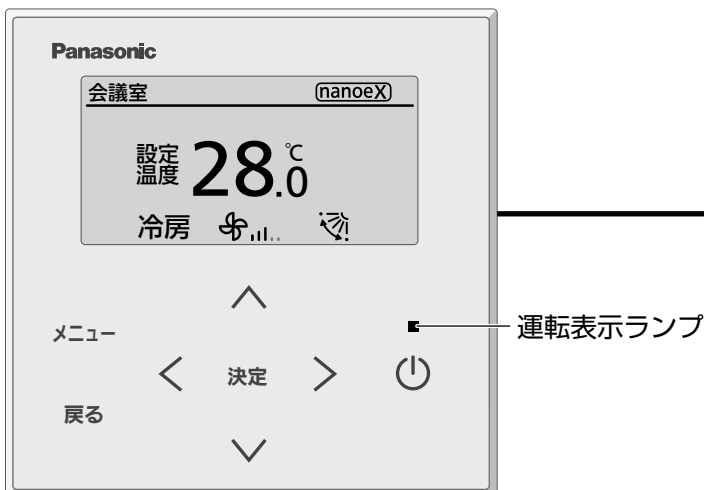 Panasonic
会議室 nanoeX
設定温度 28.0℃
冷房
運転表示ランプ
メニュー
決定
戻る